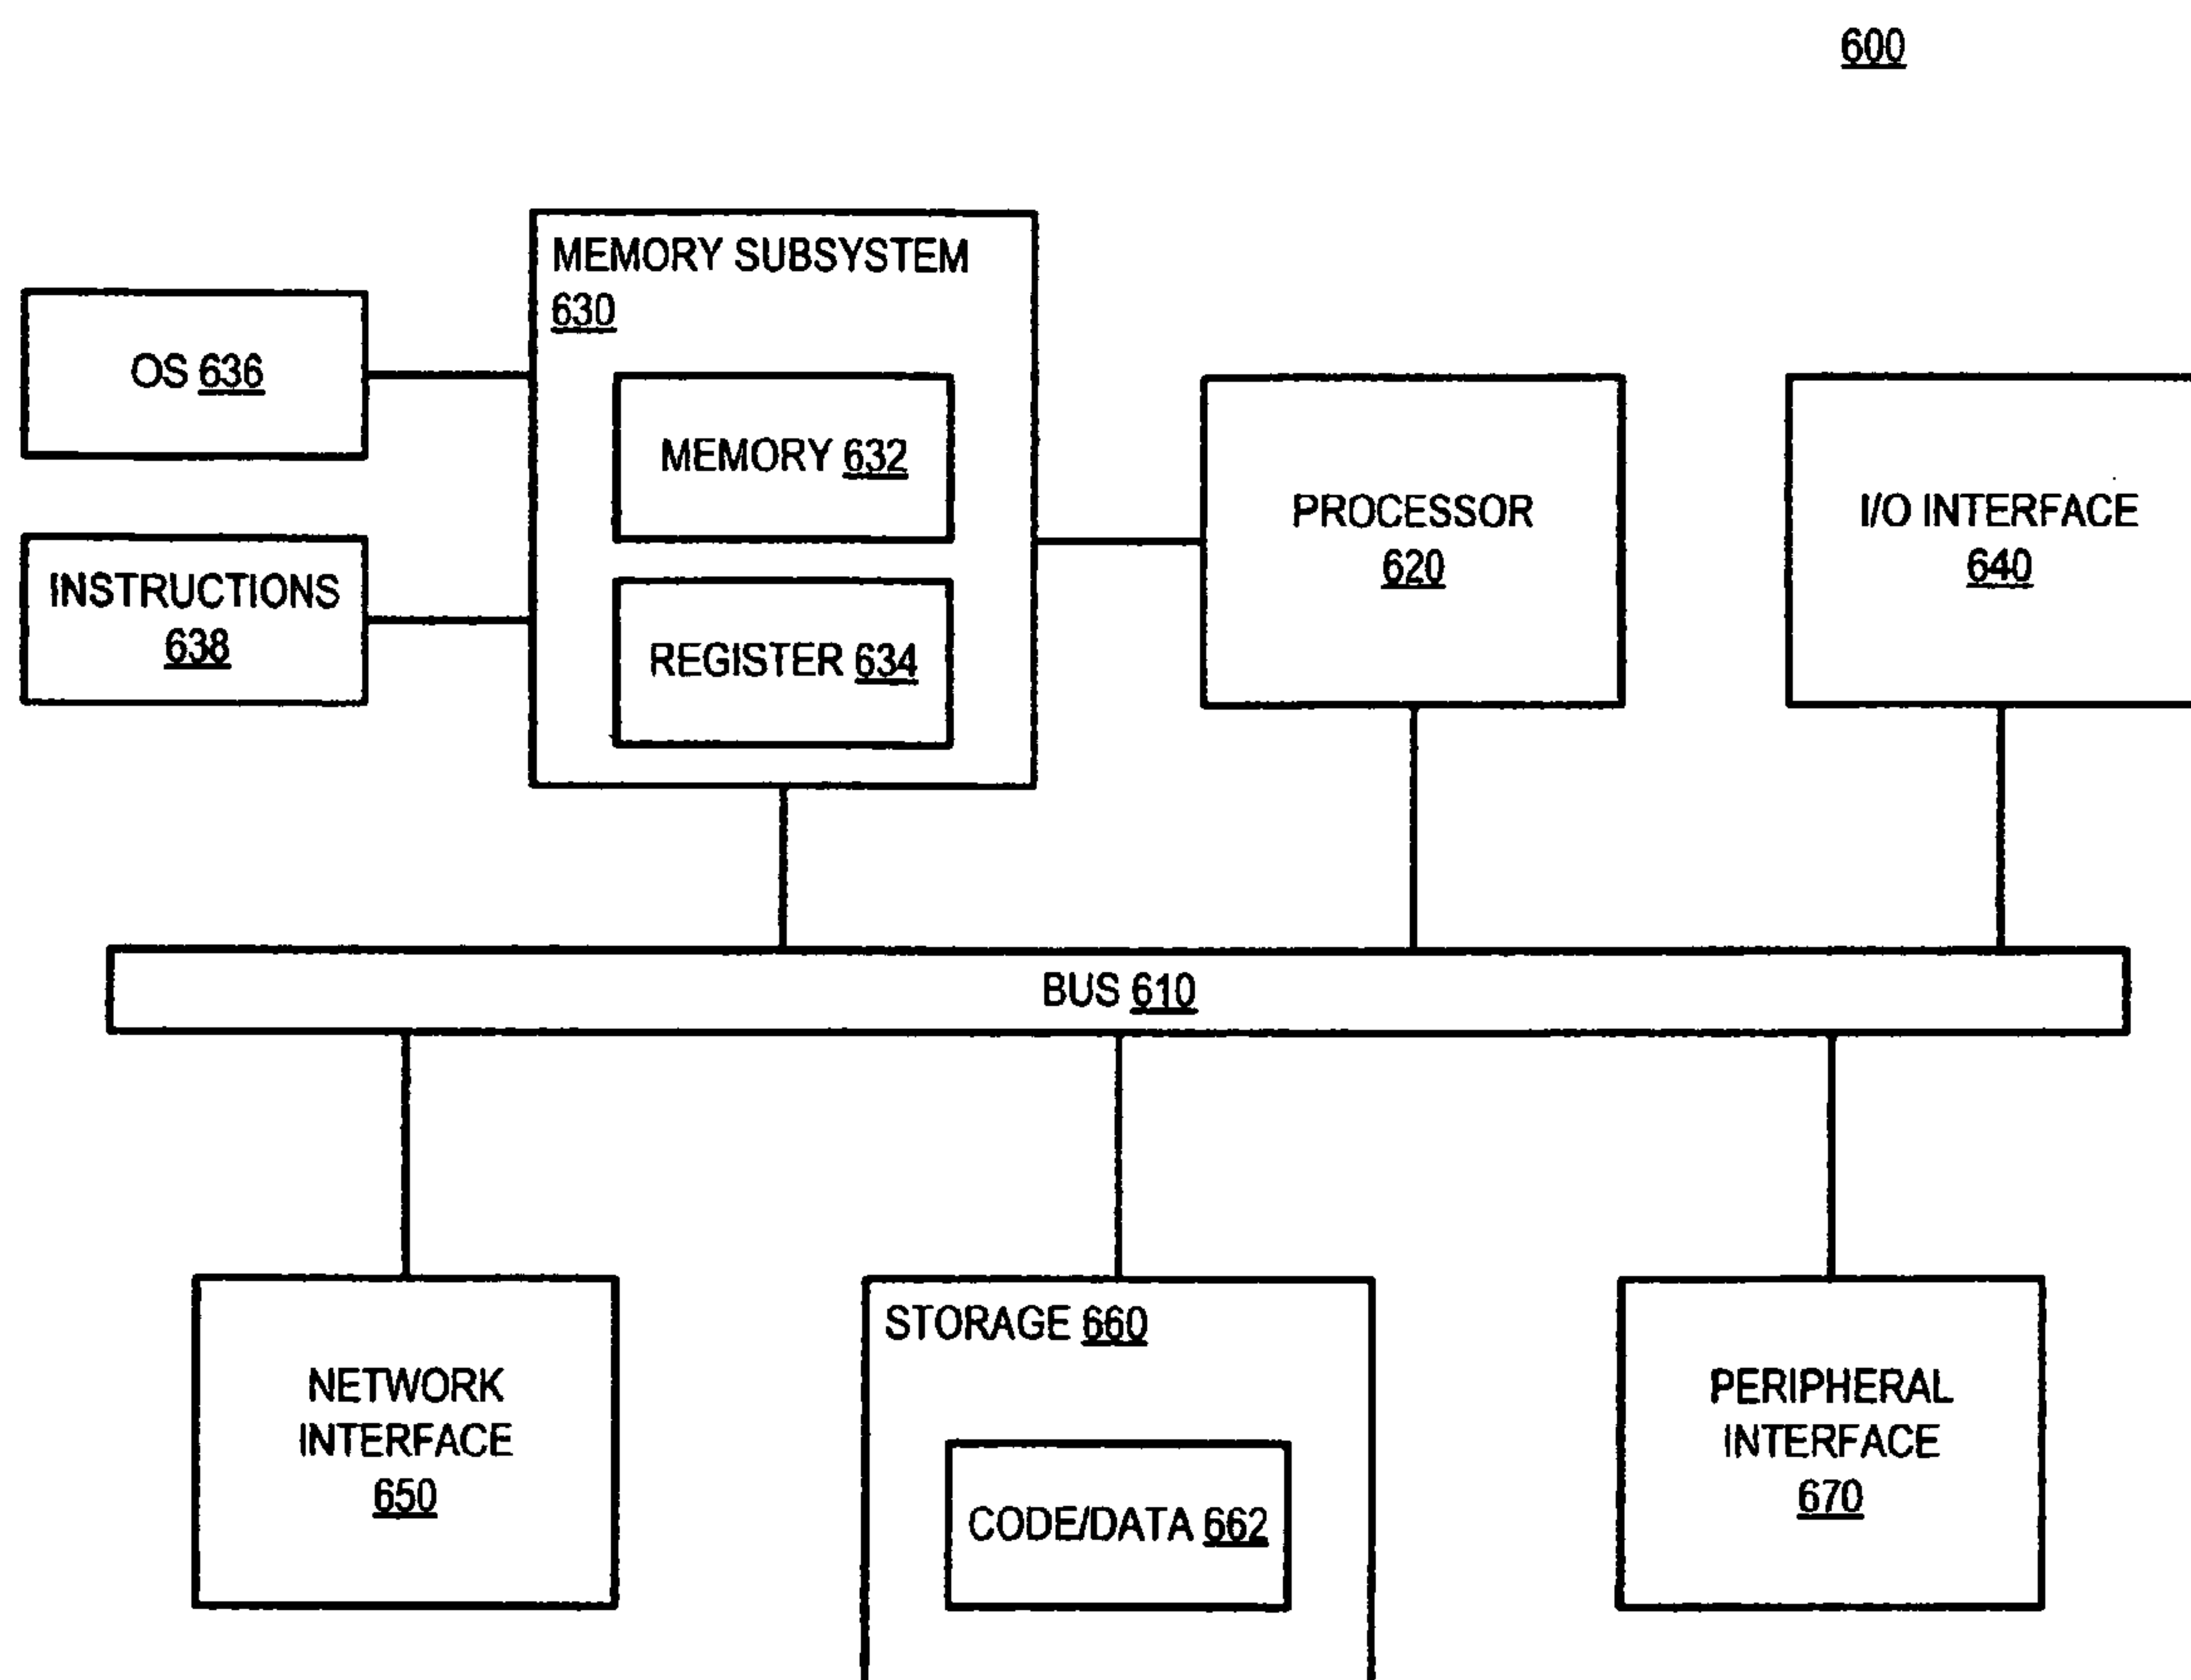 600
MEMORY SUBSYSTEM
630
OS 636
MEMORY 632
INSTRUCTIONS
638
REGISTER 634
PROCESSOR
620
I/O INTERFACE
640
BUS 610
NETWORK
INTERFACE
650
STORAGE 660
CODE/DATA 662
PERIPHERAL
INTERFACE
670